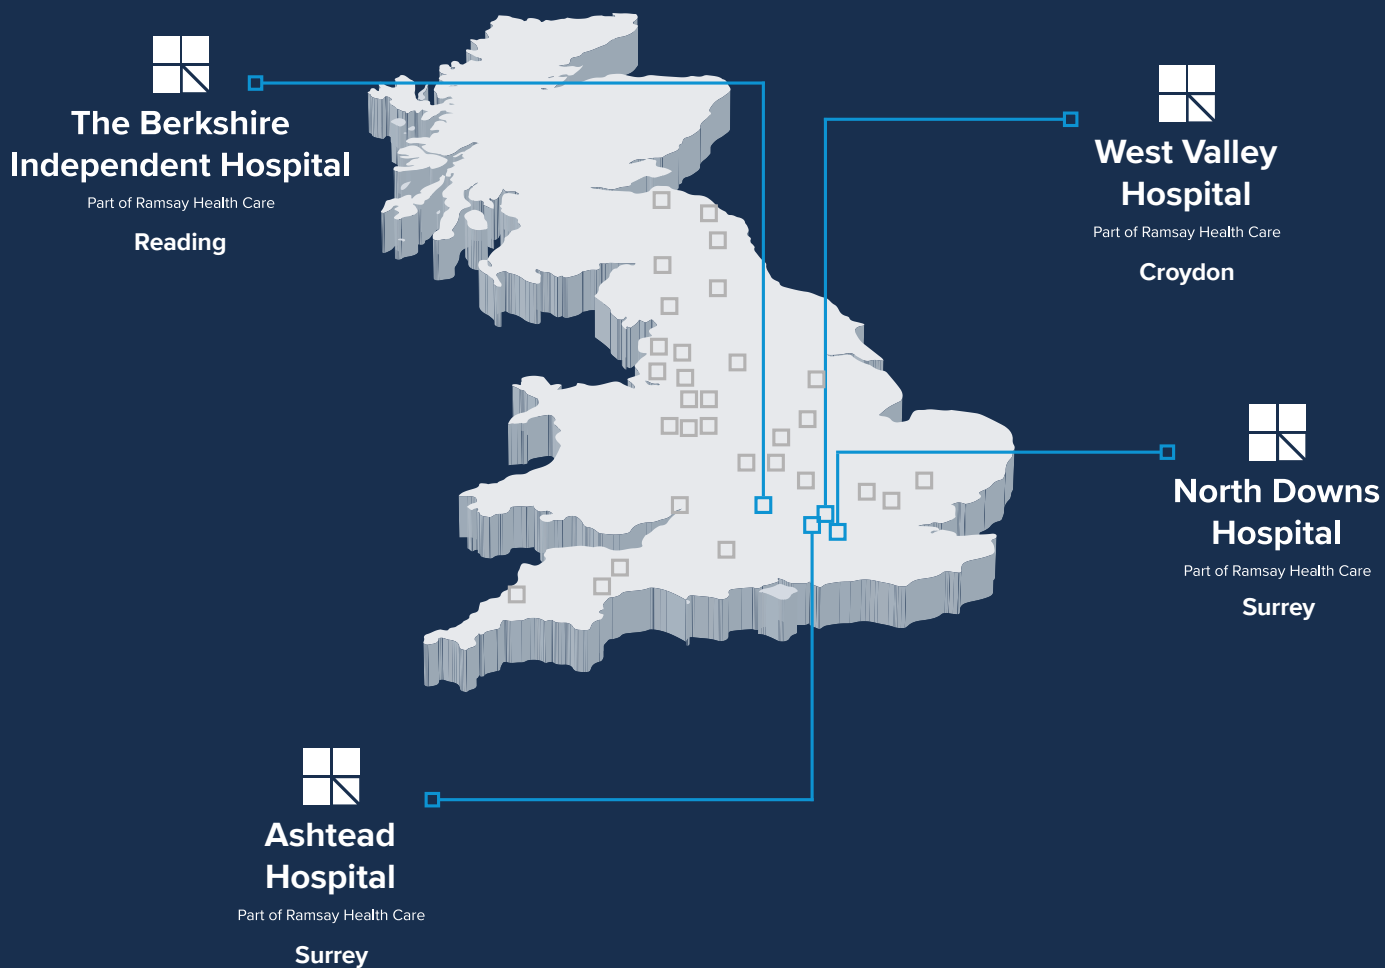 The Berkshire
Independent Hospital
Part of Ramsay Health Care
Reading
West Valley
Hospital
Part of Ramsay Health Care
Croydon
North Downs
Hospital
Part of Ramsay Health Care
Surrey
Ashtead
Hospital
Part of Ramsay Health Care
Surrey